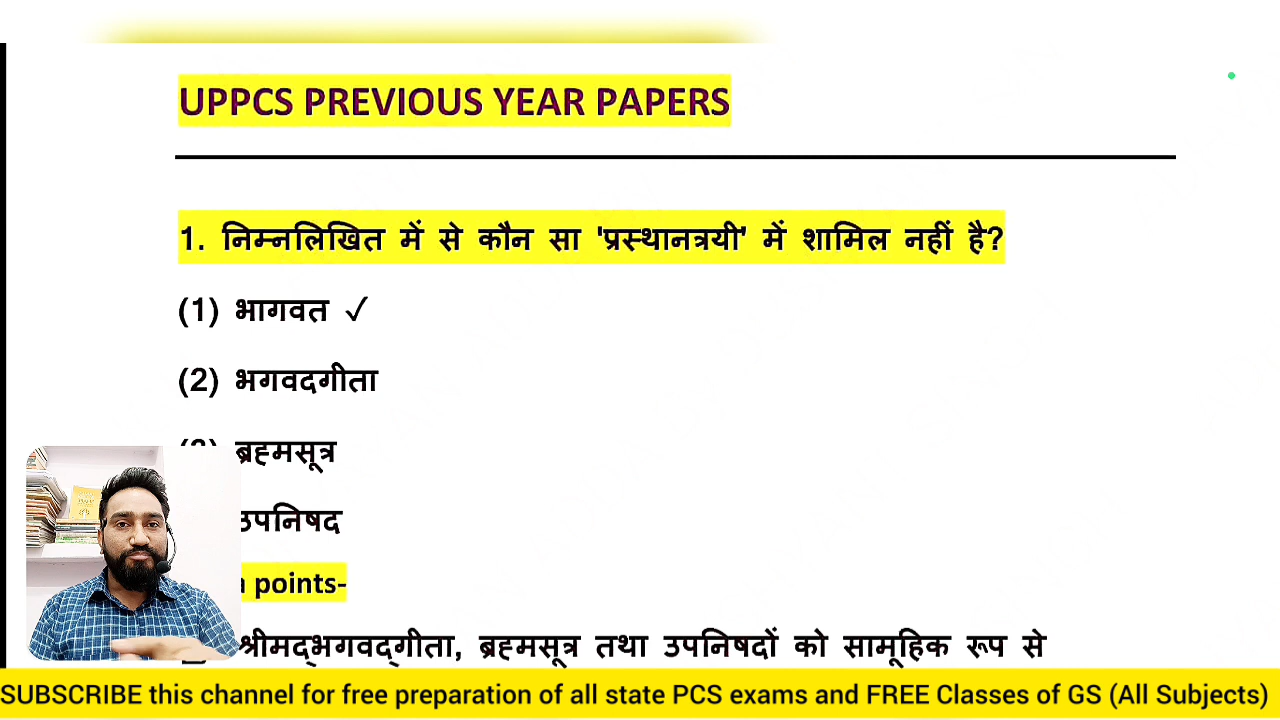 UPPCS PREVIOUS YEAR PAPERS
1. निम्नलिखित में से कौन सा 'प्रस्थानत्रयी' में शामिल नहीं है?
(1) भागवत ✓
(2) भगवदगीता
ब्रह्मसूत्र
उपनिषद
points-
श्रीमद्भगवद्गीता, ब्रह्मसूत्र तथा उपनिषदों को सामूहिक रूप से
SUBSCRIBE this channel for free preparation of all state PCS exams and FREE Classes of GS (All Subjects)